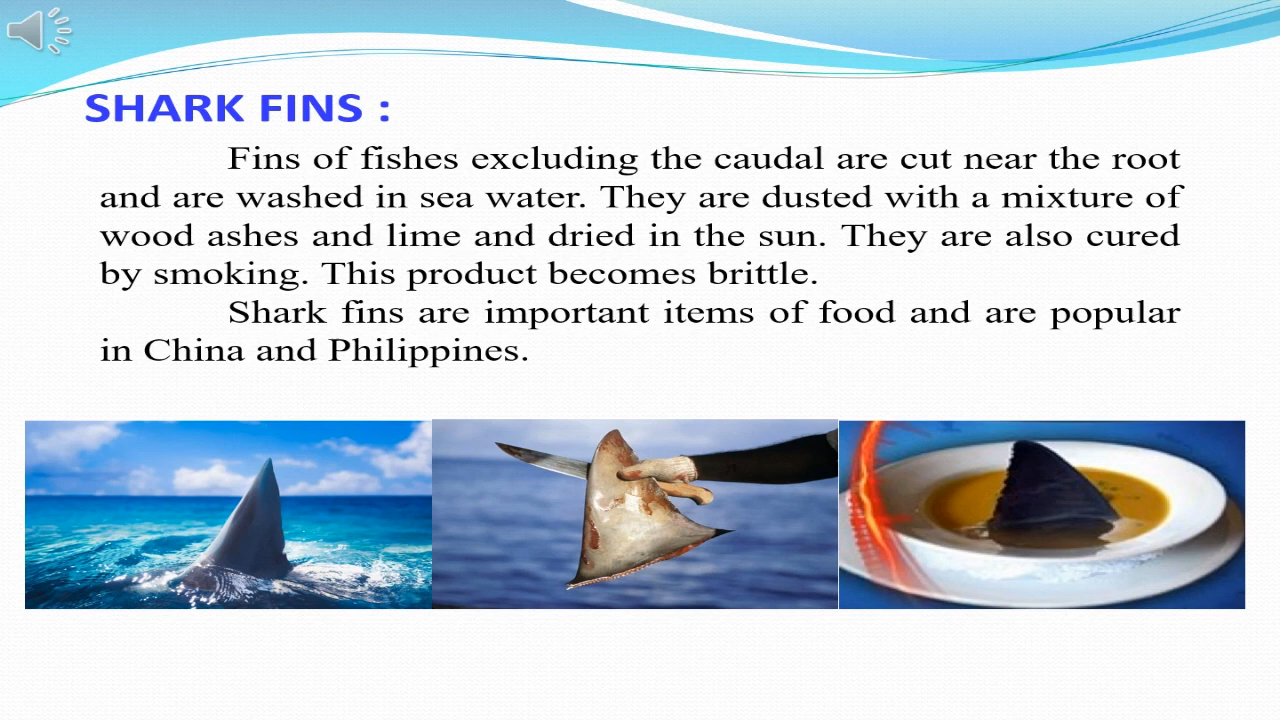 SHARK FINS :
Fins of fishes excluding the caudal are cut near the root
and are washed in sea water. They are dusted with a mixture of
wood ashes and lime and dried in the sun. They are also cured
by smoking. This product becomes brittle.
Shark fins are important items of food and are popular
in China and Philippines.